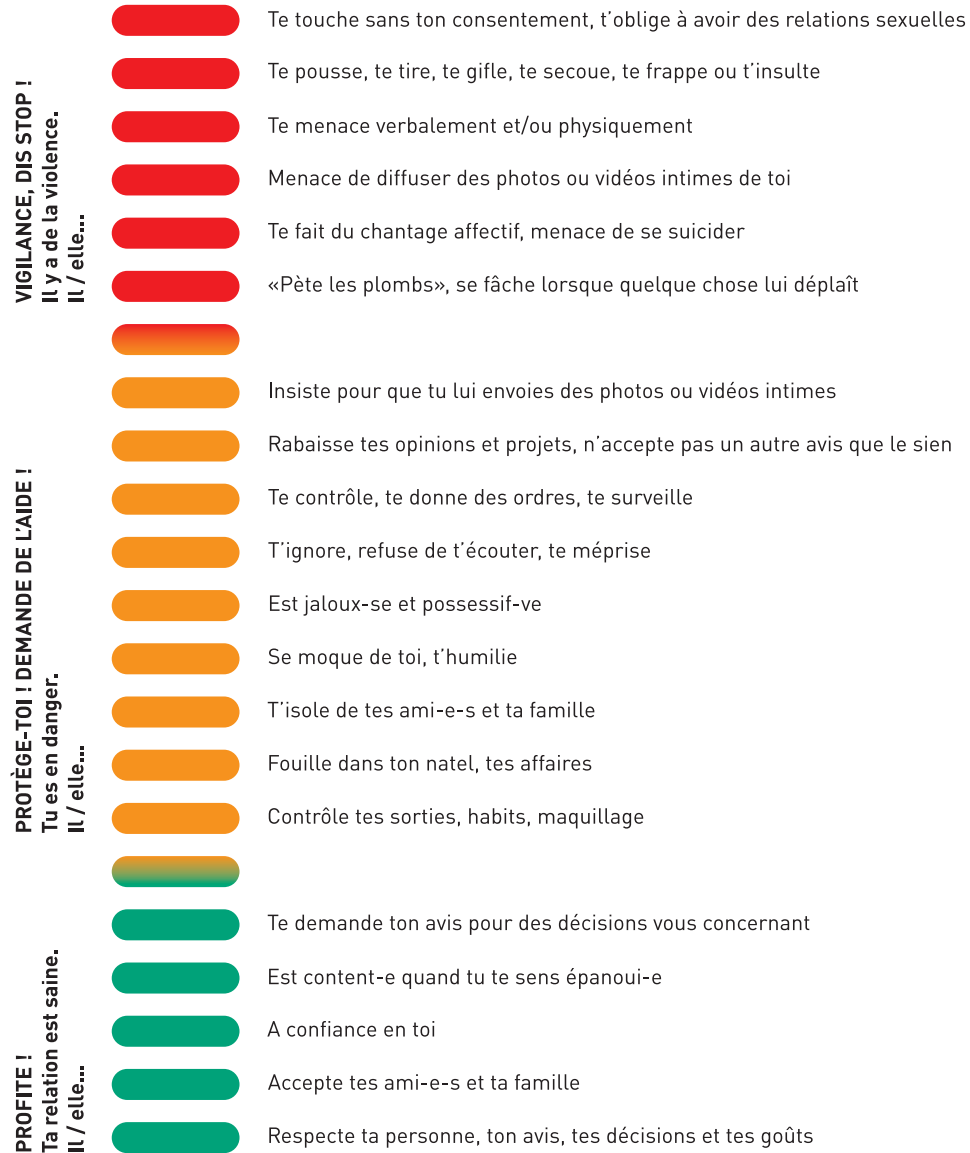 VIGILANCE, DIS STOP !
Il y a de la violence.
Il / elle...
Te touche sans ton consentement, t’oblige à avoir des relations sexuelles
Te pousse, te tire, te gifle, te secoue, te frappe ou t’insulte
Te menace verbalement et/ou physiquement
Menace de diffuser des photos ou vidéos intimes de toi
Te fait du chantage affectif, menace de se suicider
«Pète les plombs», se fâche lorsque quelque chose lui déplaît
PROTÈGE-TOI ! DEMANDE DE L’AIDE !
Tu es en danger.
Il / elle...
Insiste pour que tu lui envoies des photos ou vidéos intimes
Rabaisse tes opinions et projets, n’accepte pas un autre avis que le sien
Te contrôle, te donne des ordres, te surveille
T’ignore, refuse de t’écouter, te méprise
Est jaloux-se et possessif-ve
Se moque de toi, t’humilie
T’isole de tes ami-e-s et ta famille
Fouille dans ton natel, tes affaires
Contrôle tes sorties, habits, maquillage
PROFITE !
Ta relation est saine.
Il / elle...
Te demande ton avis pour des décisions vous concernant
Est content-e quand tu te sens épanoui-e
A confiance en toi
Accepte tes ami-e-s et ta famille
Respecte ta personne, ton avis, tes décisions et tes goûts